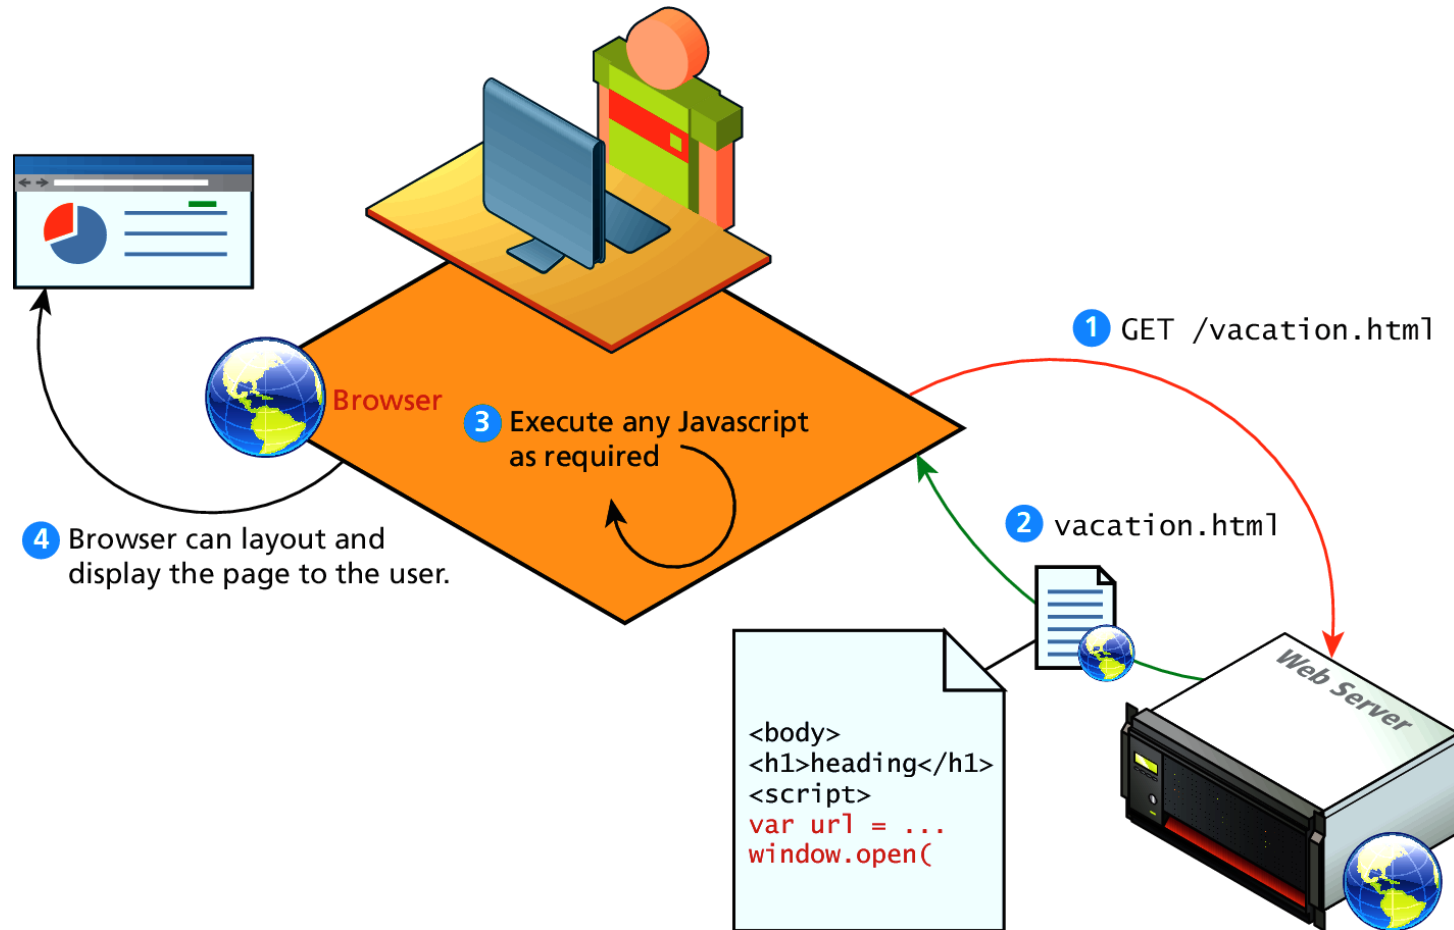 1 GET /vacation.html
Browser
3 Execute any Javascript
as required
2 vacation.html
4 Browser can layout and
display the page to the user.
Web Server
<body>
<h1>heading</h1>
<script>
var url = ...
window.open(